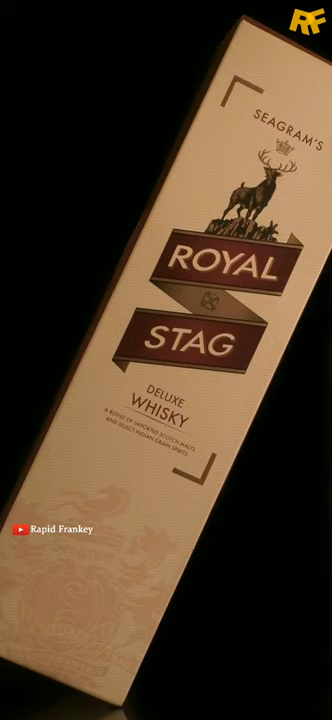 RF
SEAGRAM'S
ROYAL
STAG
DELUXE
WHISKY
A BLEND OF IMPORTED SCOTCH MALTS
AND SELECT INDIAN GRAIN SPIRITS
Rapid Frankey